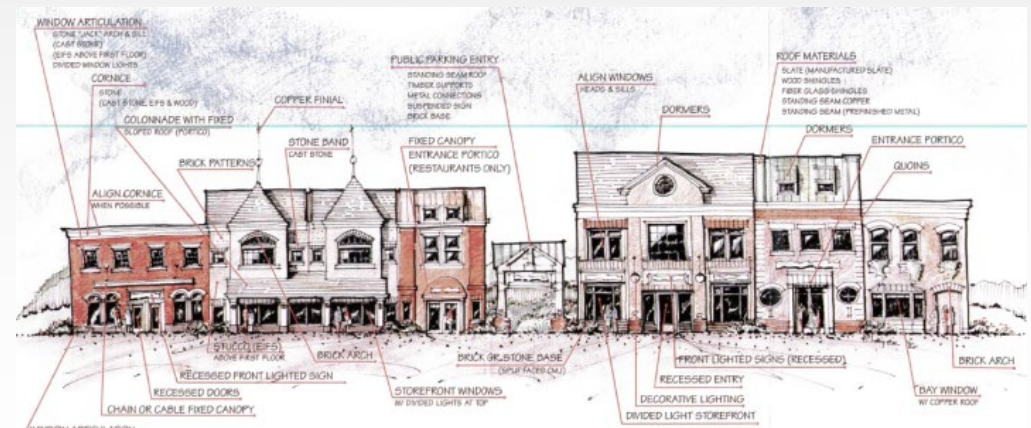 WINDOW ARTICULATION
STONE "JACK" ARCH & SILL
(CAST STONE)
(EIFS ABOVE FIRST FLOOR)
DIVIDED WINDOW LIGHTS
CORNICE
STONE
(CAST STONE, EIFS & WOOD)
COLONNADE WITH FIXED
SLOPED ROOF (PORTICO)
BRICK PATTERNS
ALIGN CORNICE
WHEN POSSIBLE
COPPER FINIAL
STONE BAND
CAST STONE
PUBLIC PARKING ENTRY
STANDING SEAM ROOF
TIMBER SUPPORTS
METAL CONNECTIONS
SUSPENDED SIGN
BRICK BASE
FIXED CANOPY
ENTRANCE PORTICO
(RESTAURANTS ONLY)
ALIGN WINDOWS
HEADS & SILLS
DORMERS
ROOF MATERIALS
SLATE (MANUFACTURED SLATE)
WOOD SHINGLES
FIBER GLASS SHINGLES
STANDING SEAM COPPER
STANDING SEAM (PREFINISHED METAL)
DORMERS
ENTRANCE PORTICO
QUOINS
STUCCO (EIFS)
ABOVE FIRST FLOOR
BRICK ARCH
RECESSED FRONT LIGHTED SIGN
RECESSED DOORS
CHAIN OR CABLE FIXED CANOPY
STOREFRONT WINDOWS
W/ DIVIDED LIGHTS AT TOP
BRICK OR STONE BASE
(SPLIT FACED CMU)
FRONT LIGHTED SIGNS (RECESSED)
RECESSED ENTRY
DECORATIVE LIGHTING
DIVIDED LIGHT STOREFRONT
BRICK ARCH
BAY WINDOW
W/ COPPER ROOF